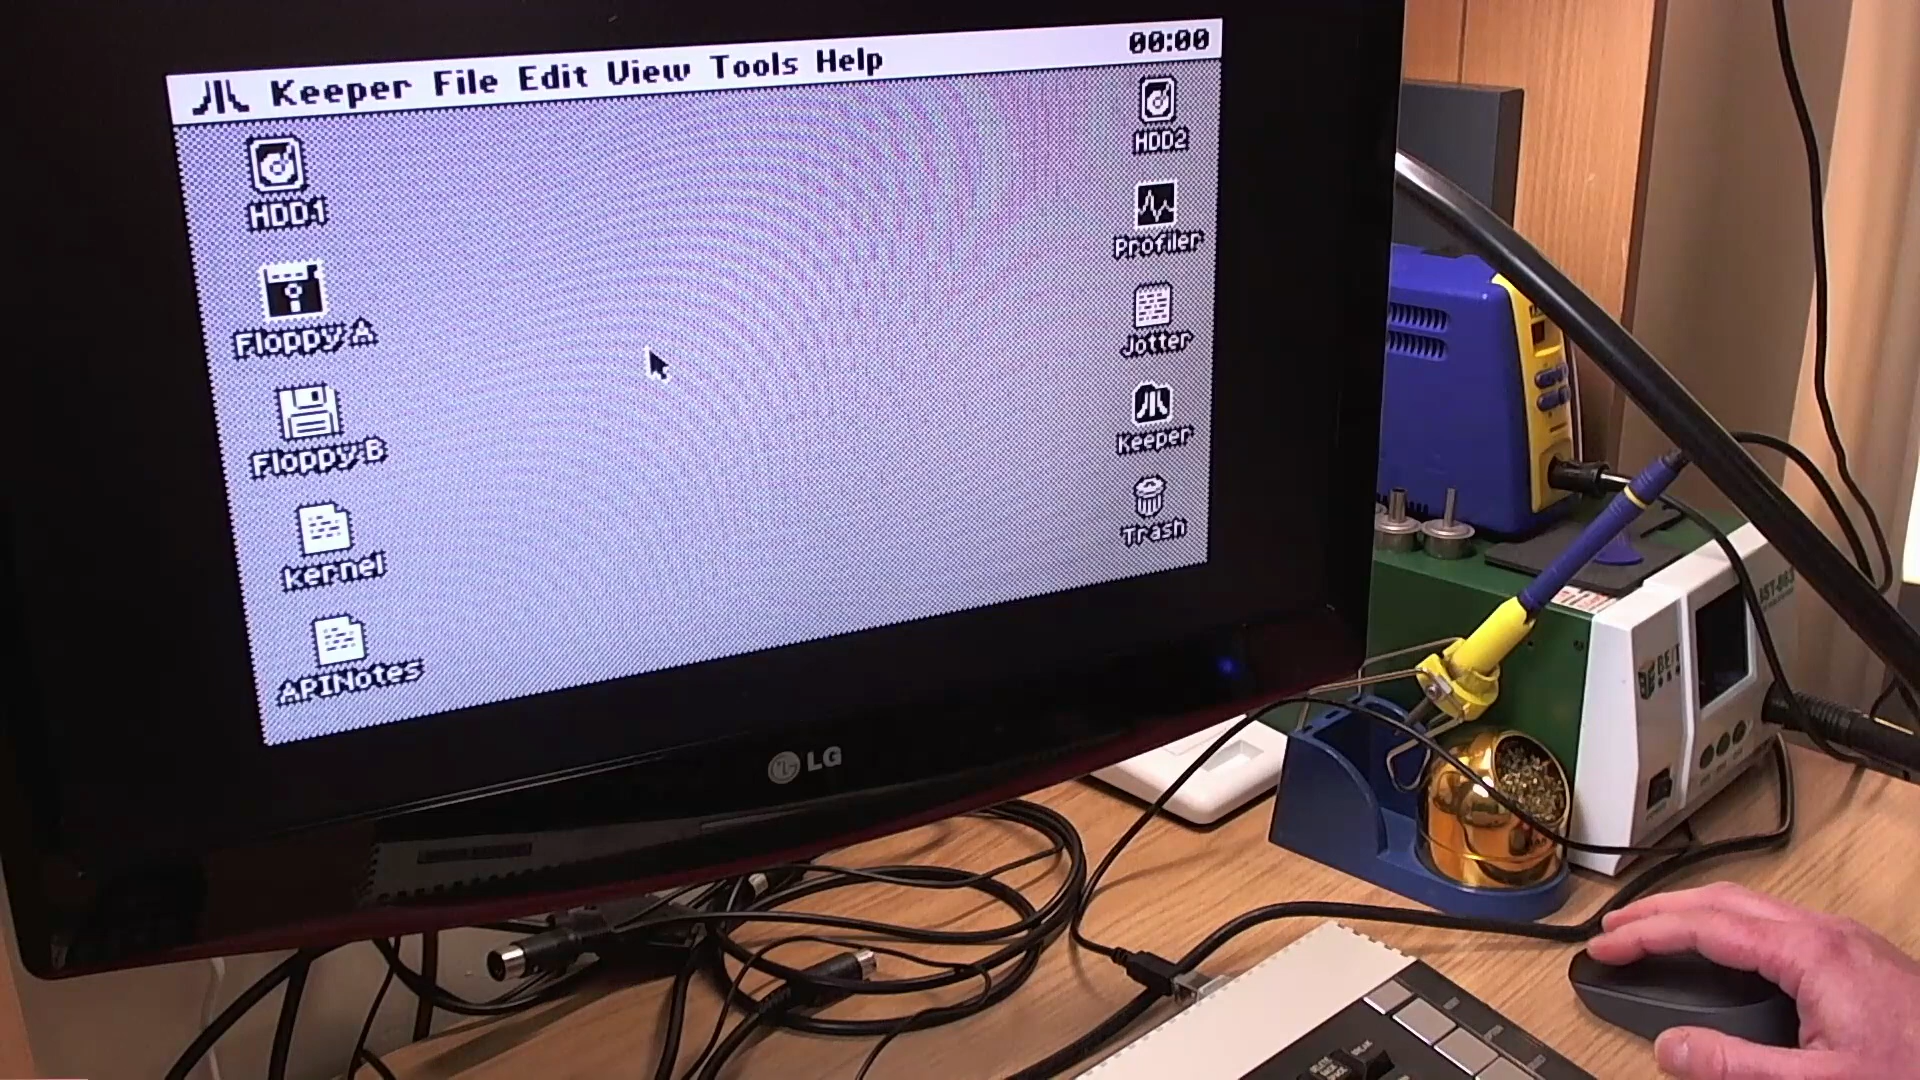 Keeper File Edit View Tools Help 00:00
HDD1
Floppy A
Floppy B
Kernel
APINotes
HDD2
Profiler
Jotter
Keeper
Trash
LG
BREAK